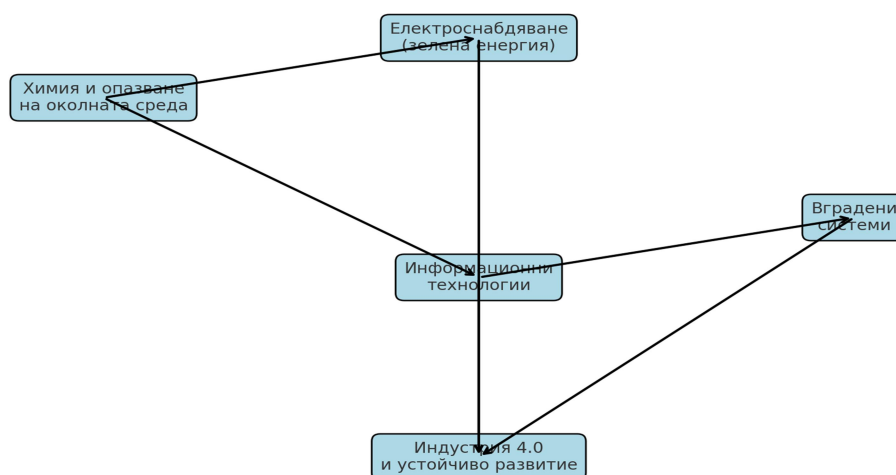 Електроснабдяване
(зелена енергия)
Химия и опазване
на околната среда
Вградени
системи
Информационни
технологии
Индустрия 4.0
и устойчиво развитие